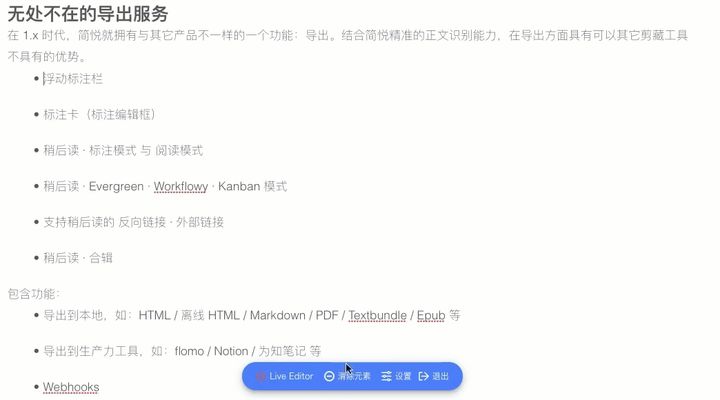 无处不在的导出服务
在 1.x 时代，简悦就拥有与其它产品不一样的一个功能：导出。结合简悦精准的正文识别能力，在导出方面具有可以其它剪藏工具
不具有的优势。
• 浮动标注栏
• 标注卡（标注编辑框）
• 稍后读 · 标注模式 与 阅读模式
• 稍后读 · Evergreen · Workflowy · Kanban 模式
• 支持稍后读的 反向链接 · 外部链接
• 稍后读 · 合辑
包含功能：
• 导出到本地，如：HTML / 离线 HTML / Markdown / PDF / Textbundle / Epub 等
• 导出到生产力工具，如：flomo / Notion / 为知笔记 等
Live Editor 消除元素 设置 退出
• Webhooks